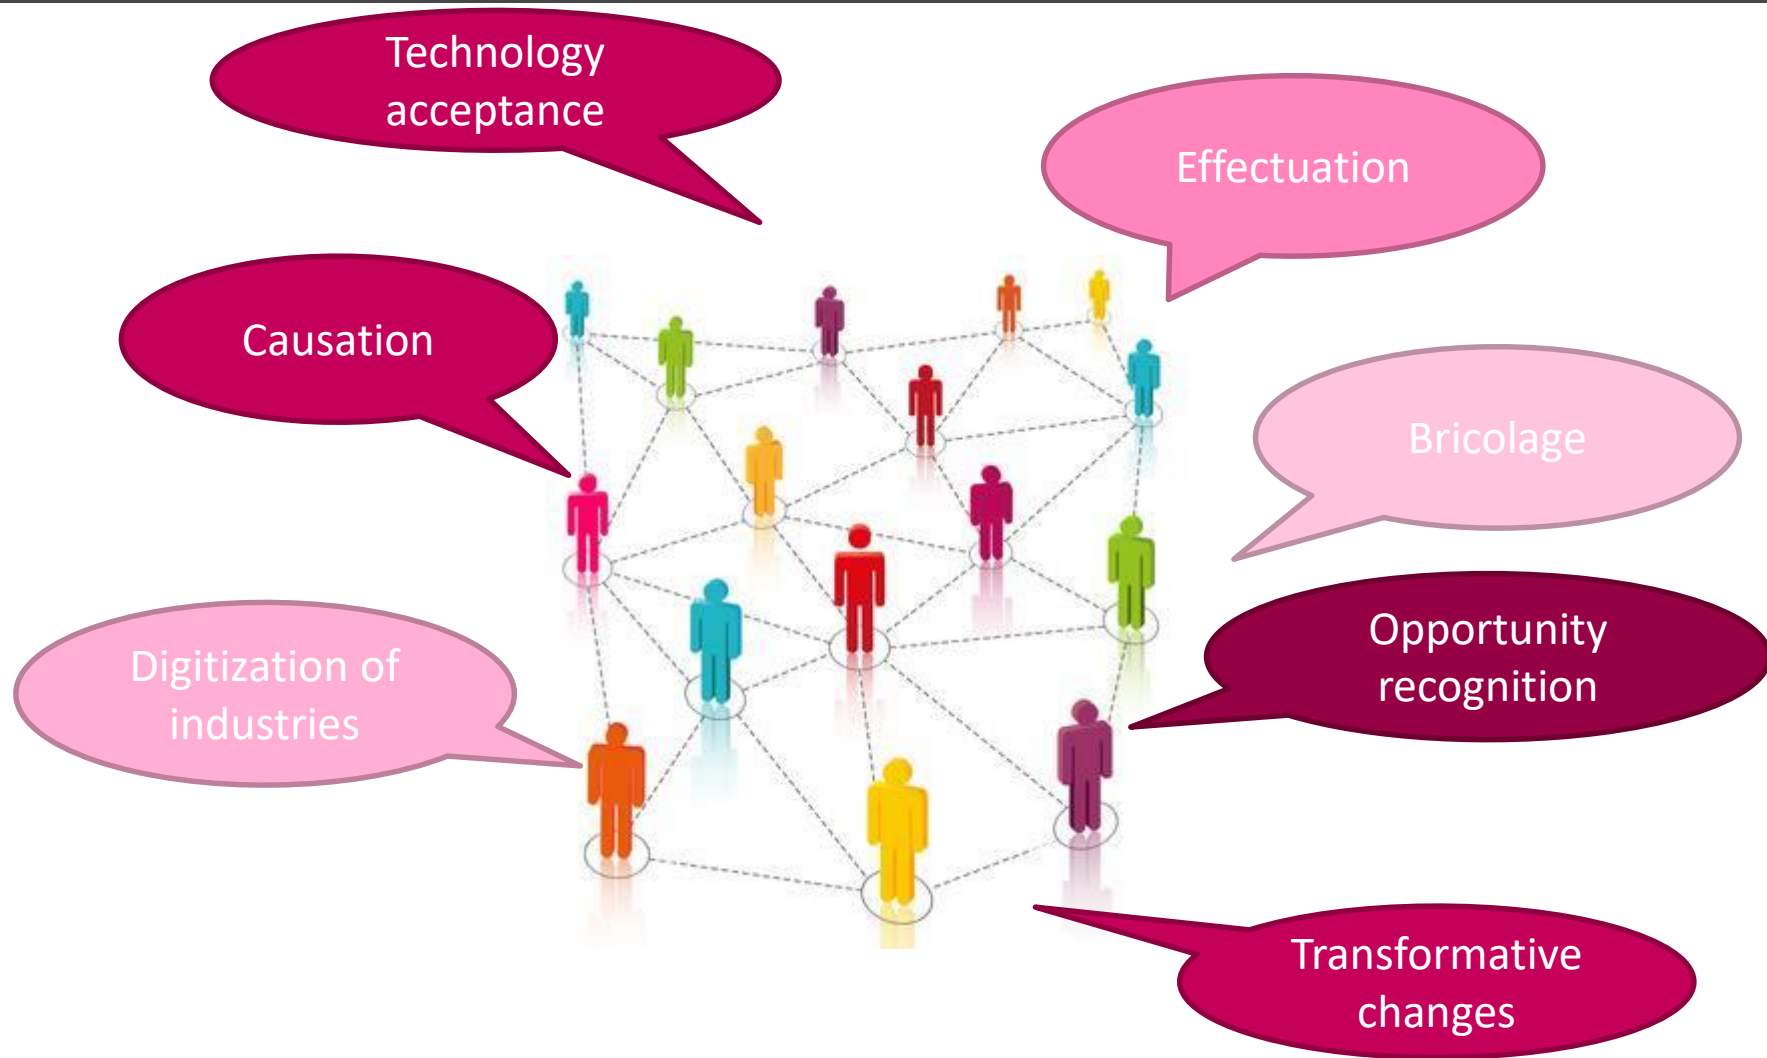 Technology
acceptance
Effectuation
Causation
Bricolage
Opportunity
recognition
Digitization of
industries
Transformative
changes